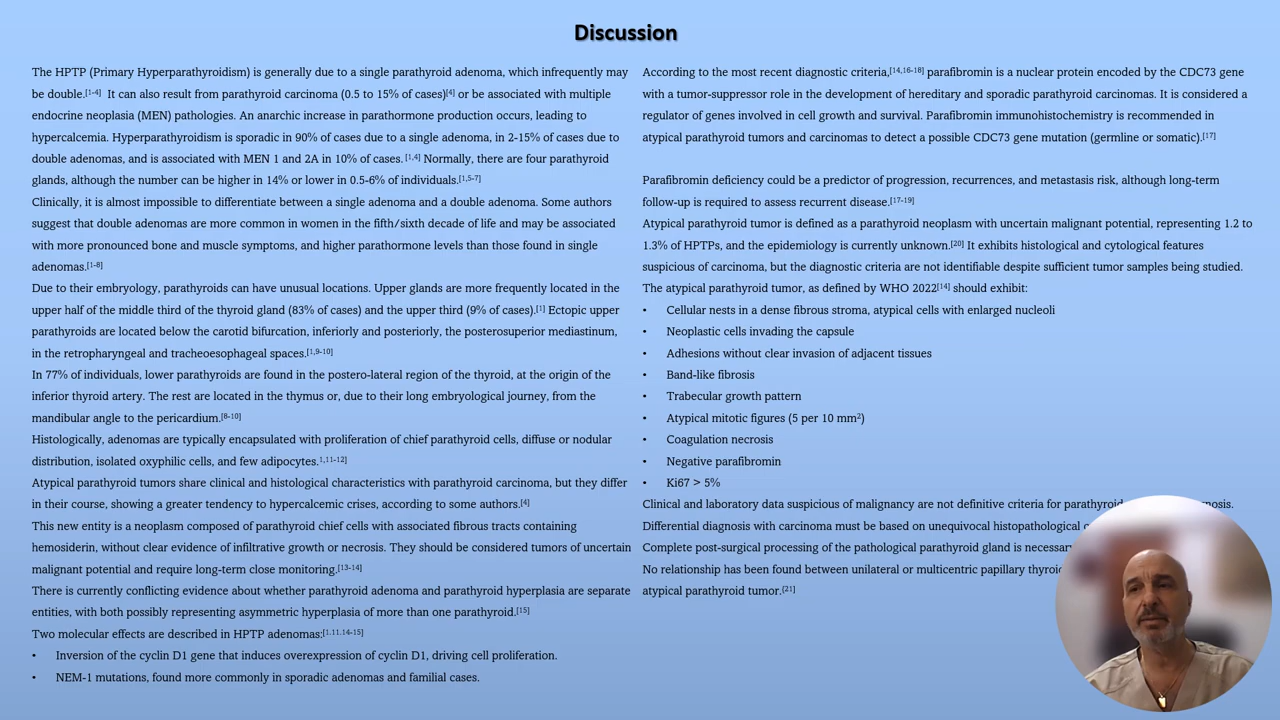 Discussion
The HPTP (Primary Hyperparathyroidism) is generally due to a single parathyroid adenoma, which infrequently may
be double.[1-4] It can also result from parathyroid carcinoma (0.5 to 15% of cases)[4] or be associated with multiple
endocrine neoplasia (MEN) pathologies. An anarchic increase in parathormone production occurs, leading to
hypercalcemia. Hyperparathyroidism is sporadic in 90% of cases due to a single adenoma, in 2-15% of cases due to
double adenomas, and is associated with MEN 1 and 2A in 10% of cases. [1,4] Normally, there are four parathyroid
glands, although the number can be higher in 14% or lower in 0.5-6% of individuals.[1,5-7]
Clinically, it is almost impossible to differentiate between a single adenoma and a double adenoma. Some authors
suggest that double adenomas are more common in women in the fifth/sixth decade of life and may be associated
with more pronounced bone and muscle symptoms, and higher parathormone levels than those found in single
adenomas.[1-8]
Due to their embryology, parathyroids can have unusual locations. Upper glands are more frequently located in the
upper half of the middle third of the thyroid gland (83% of cases) and the upper third (9% of cases).[1] Ectopic upper
parathyroids are located below the carotid bifurcation, inferiorly and posteriorly, the posterosuperior mediastinum,
in the retropharyngeal and tracheoesophageal spaces.[1,9-10]
In 77% of individuals, lower parathyroids are found in the postero-lateral region of the thyroid, at the origin of the
inferior thyroid artery. The rest are located in the thymus or, due to their long embryological journey, from the
mandibular angle to the pericardium.[8-10]
Histologically, adenomas are typically encapsulated with proliferation of chief parathyroid cells, diffuse or nodular
distribution, isolated oxyphilic cells, and few adipocytes.1,11-12]
Atypical parathyroid tumors share clinical and histological characteristics with parathyroid carcinoma, but they differ
in their course, showing a greater tendency to hypercalcemic crises, according to some authors.[4]
This new entity is a neoplasm composed of parathyroid chief cells with associated fibrous tracts containing
hemosiderin, without clear evidence of infiltrative growth or necrosis. They should be considered tumors of uncertain
malignant potential and require long-term close monitoring.[13-14]
There is currently conflicting evidence about whether parathyroid adenoma and parathyroid hyperplasia are separate
entities, with both possibly representing asymmetric hyperplasia of more than one parathyroid.[15]
Two molecular effects are described in HPTP adenomas:[1.11.14-15]
• Inversion of the cyclin D1 gene that induces overexpression of cyclin D1, driving cell proliferation.
• NEM-1 mutations, found more commonly in sporadic adenomas and familial cases.
According to the most recent diagnostic criteria,[14,16-18] parafibromin is a nuclear protein encoded by the CDC73 gene
with a tumor-suppressor role in the development of hereditary and sporadic parathyroid carcinomas. It is considered a
regulator of genes involved in cell growth and survival. Parafibromin immunohistochemistry is recommended in
atypical parathyroid tumors and carcinomas to detect a possible CDC73 gene mutation (germline or somatic).[17]
Parafibromin deficiency could be a predictor of progression, recurrences, and metastasis risk, although long-term
follow-up is required to assess recurrent disease.[17-19]
Atypical parathyroid tumor is defined as a parathyroid neoplasm with uncertain malignant potential, representing 1.2 to
1.3% of HPTPs, and the epidemiology is currently unknown.[20] It exhibits histological and cytological features
suspicious of carcinoma, but the diagnostic criteria are not identifiable despite sufficient tumor samples being studied.
The atypical parathyroid tumor, as defined by WHO 2022[14] should exhibit:
• Cellular nests in a dense fibrous stroma, atypical cells with enlarged nucleoli
• Neoplastic cells invading the capsule
• Adhesions without clear invasion of adjacent tissues
• Band-like fibrosis
• Trabecular growth pattern
• Atypical mitotic figures (5 per 10 mm²)
• Coagulation necrosis
• Negative parafibromin
• Ki67 > 5%
Clinical and laboratory data suspicious of malignancy are not definitive criteria for parathyroid
Differential diagnosis with carcinoma must be based on unequivocal histopathological
Complete post-surgical processing of the pathological parathyroid gland is
No relationship has been found between unilateral or multicentric papillary
atypical parathyroid tumor.[21]